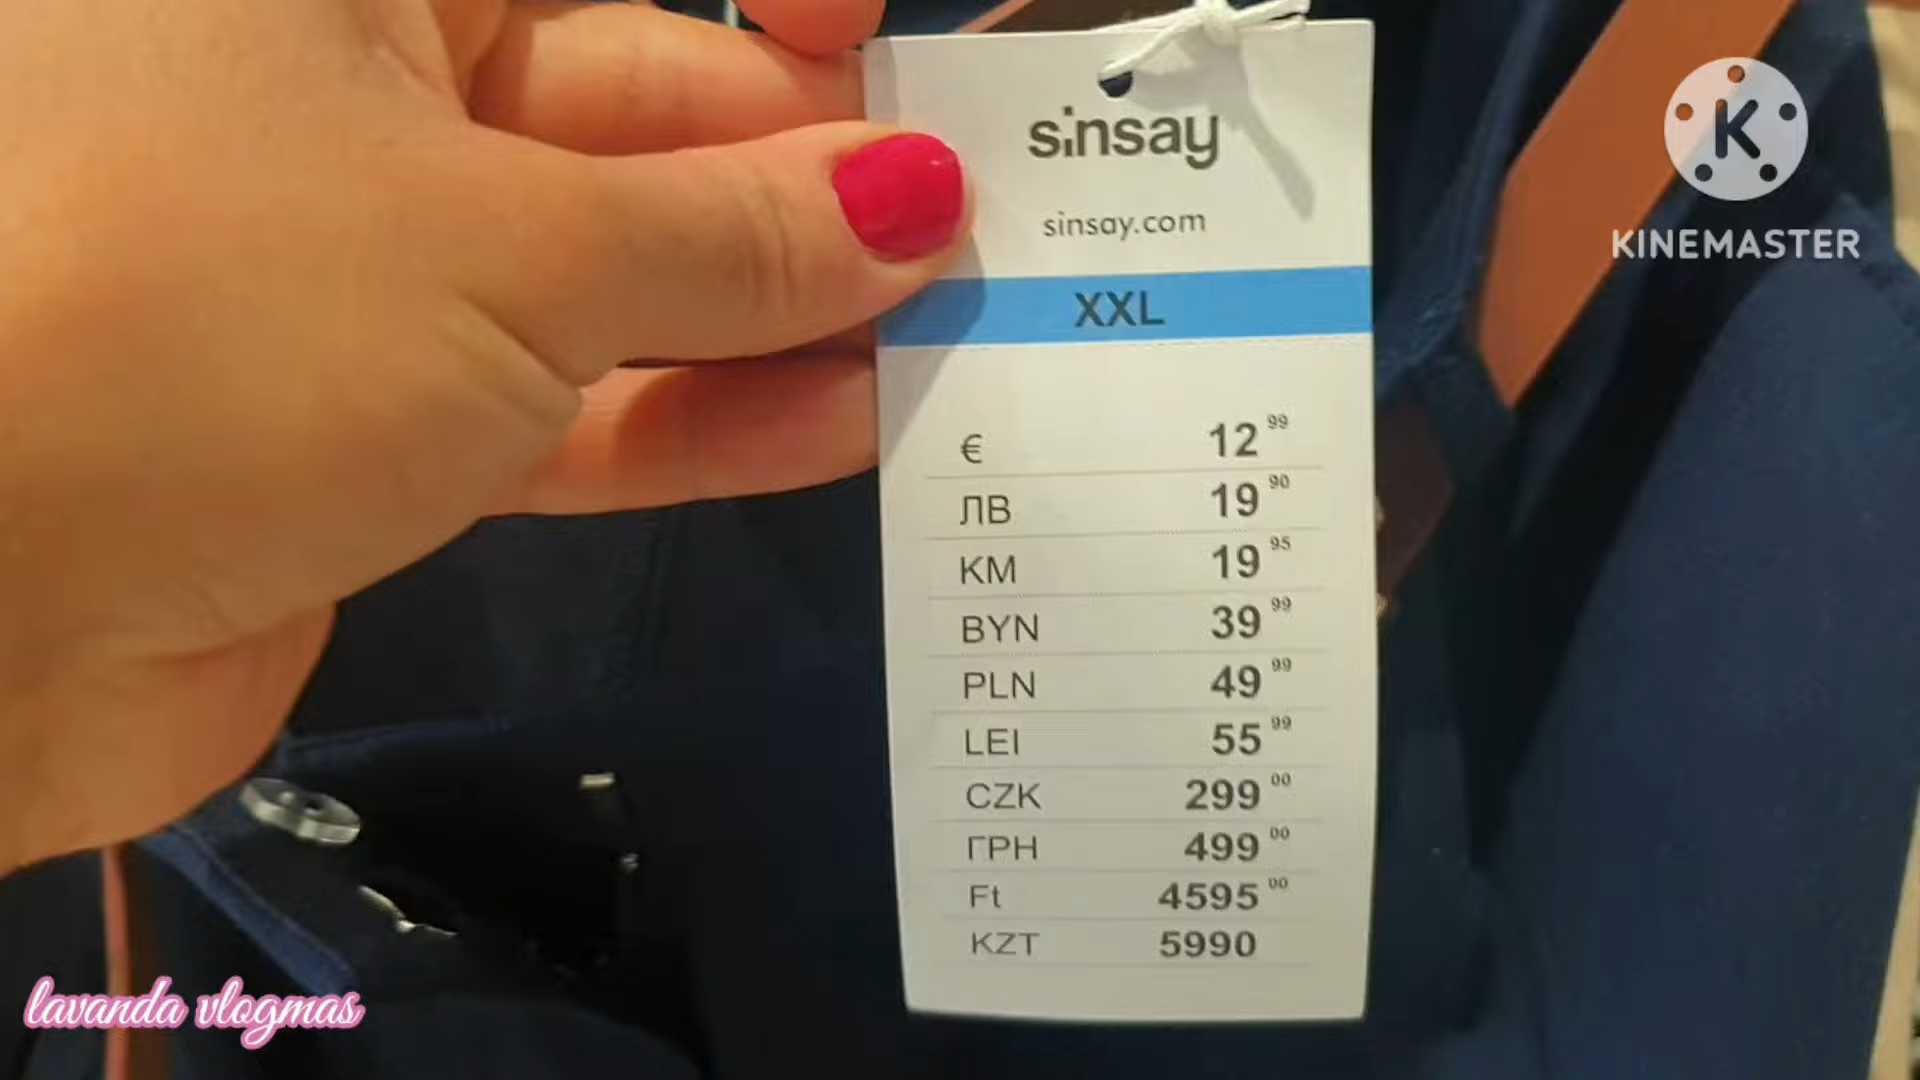 sinsay
sinsay.com
XXL
€ 12 99
ЛВ 19 90
KM 19 95
BYN 39 99
PLN 49 99
LEI 55 99
CZK 299 00
ГРН 499 00
Ft 4595 00
KZT 5990
K
KINEMASTER
lavanda vlogmas